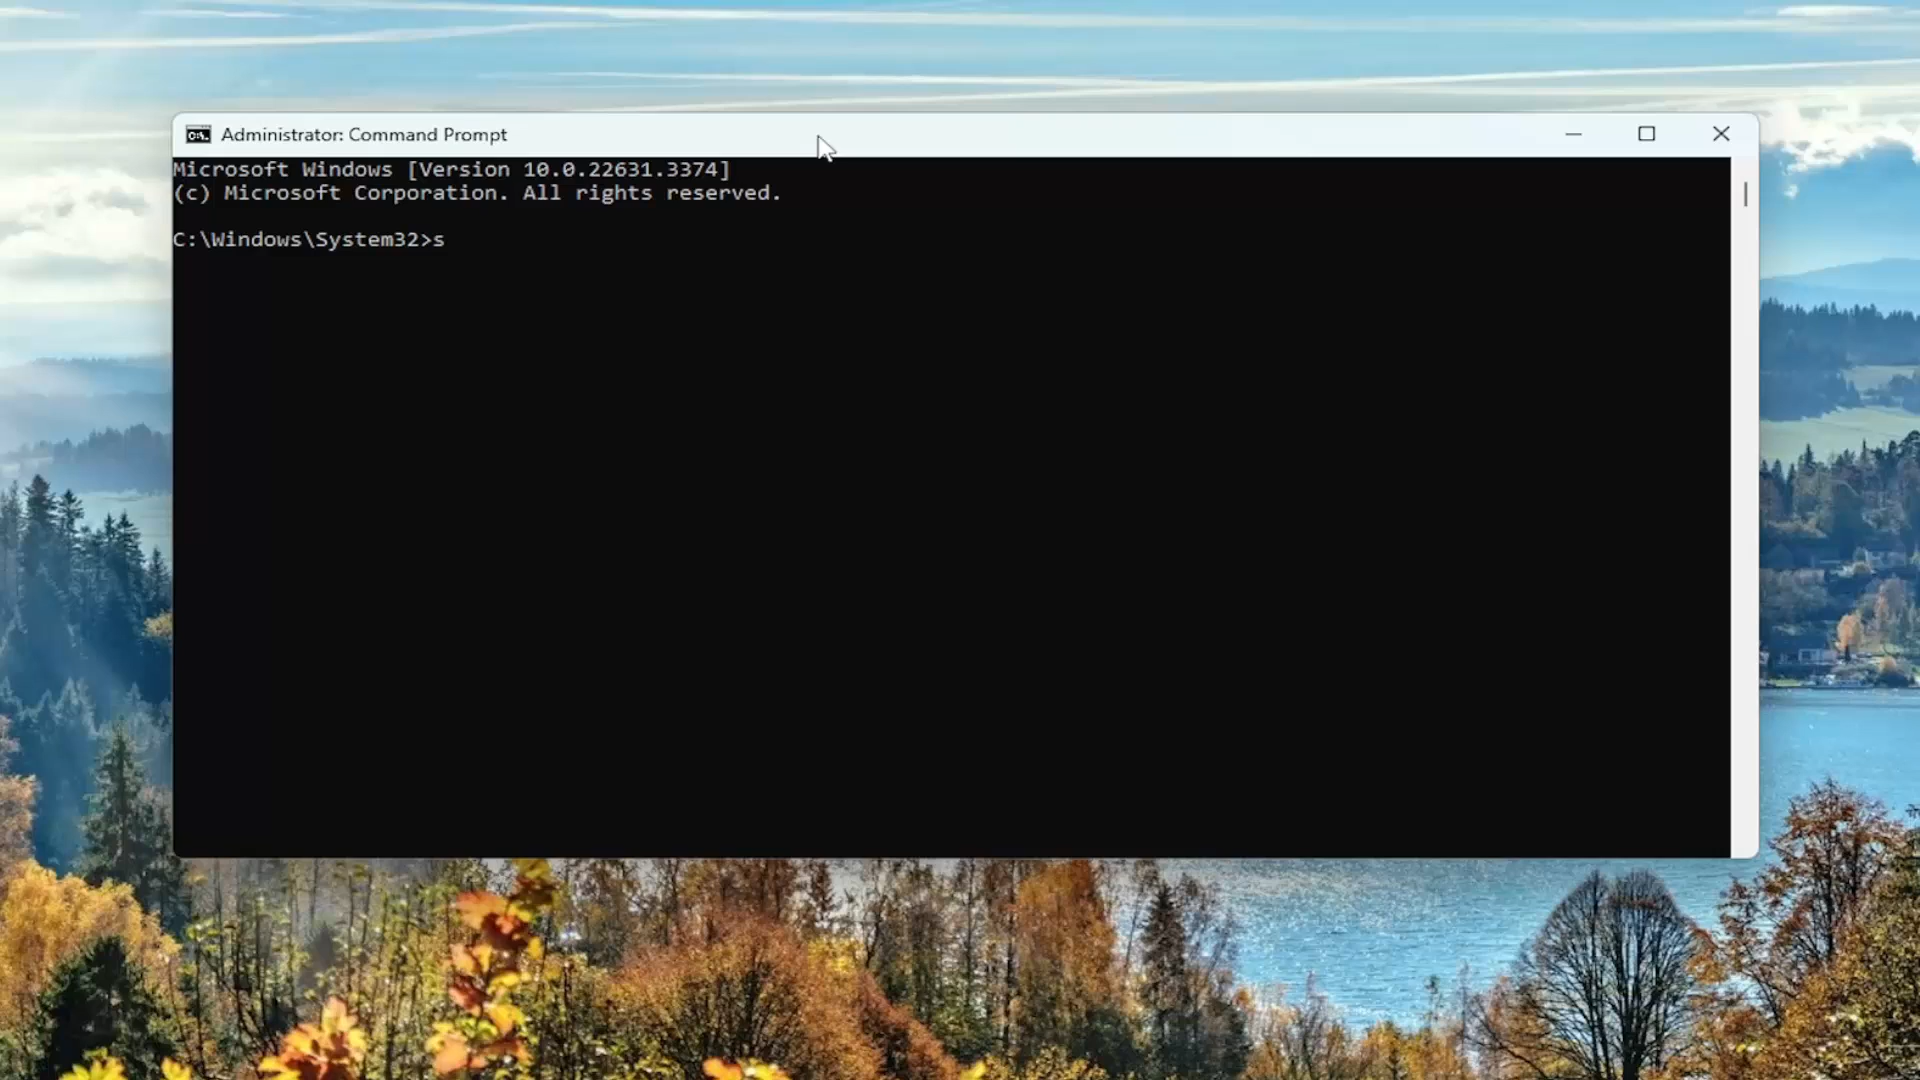 Administrator: Command Prompt
Microsoft Windows [Version 10.0.22631.3374]
(c) Microsoft Corporation. All rights reserved.
C:\Windows\System32>s